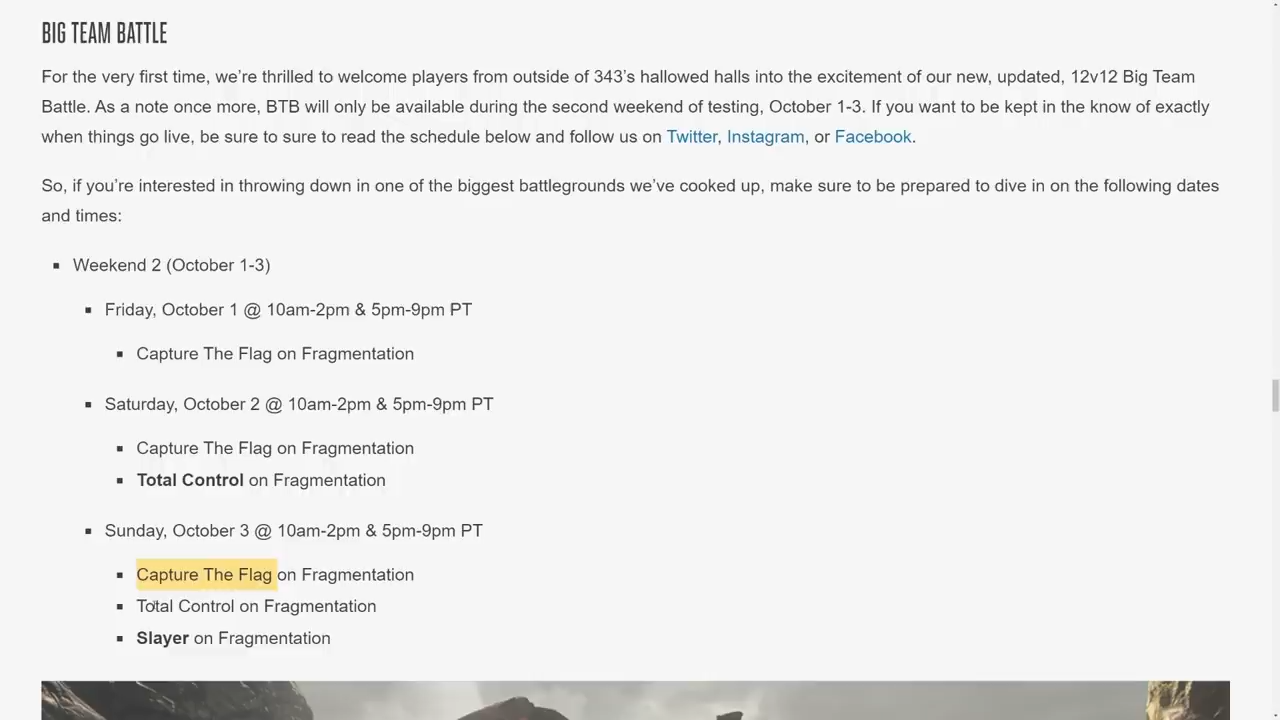 BIG TEAM BATTLE
For the very first time, we’re thrilled to welcome players from outside of 343’s hallowed halls into the excitement of our new, updated, 12v12 Big Team
Battle. As a note once more, BTB will only be available during the second weekend of testing, October 1-3. If you want to be kept in the know of exactly
when things go live, be sure to sure to read the schedule below and follow us on Twitter, Instagram, or Facebook.
So, if you’re interested in throwing down in one of the biggest battlegrounds we’ve cooked up, make sure to be prepared to dive in on the following dates
and times:
Weekend 2 (October 1-3)
Friday, October 1 @ 10am-2pm & 5pm-9pm PT
Capture The Flag on Fragmentation
Saturday, October 2 @ 10am-2pm & 5pm-9pm PT
Capture The Flag on Fragmentation
Total Control on Fragmentation
Sunday, October 3 @ 10am-2pm & 5pm-9pm PT
Capture The Flag on Fragmentation
Total Control on Fragmentation
Slayer on Fragmentation